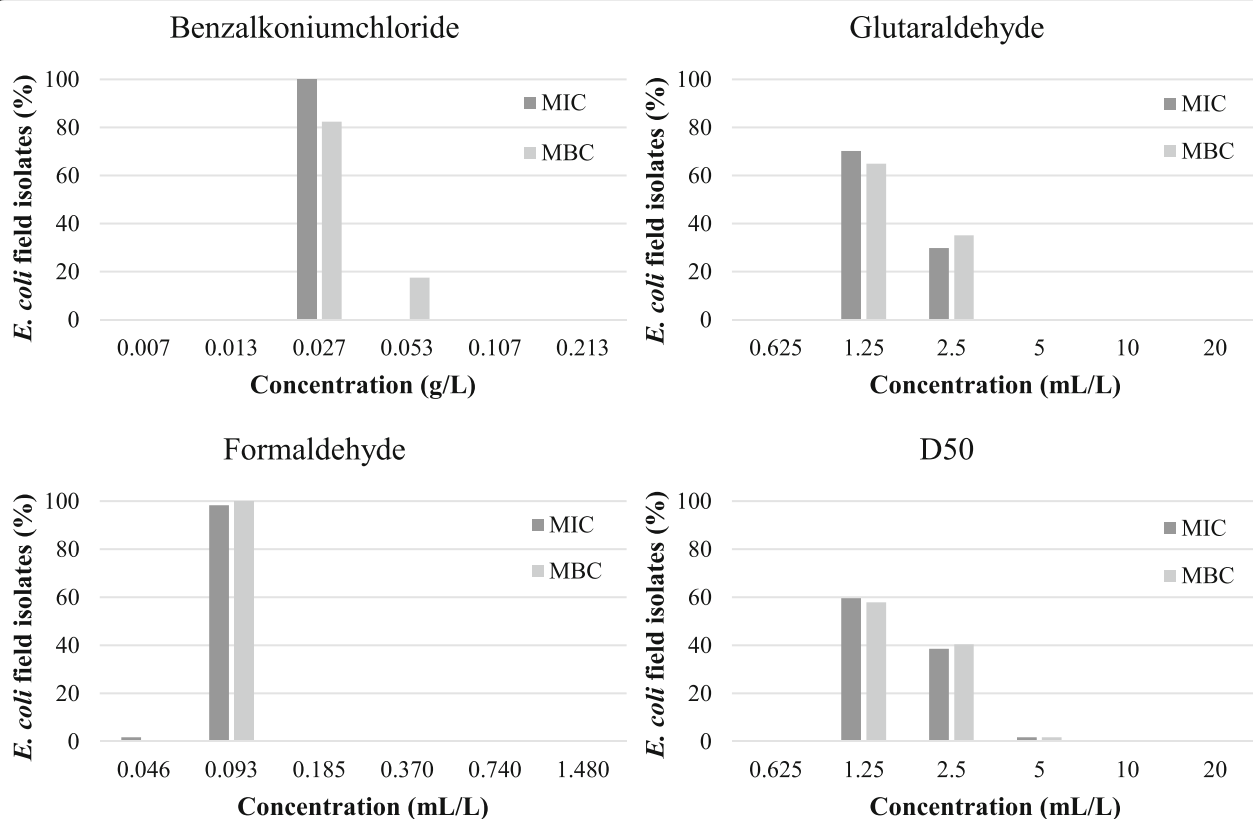 Benzalkoniumchloride
E. coli field isolates (%)
100
80
60
40
20
0
MIC
MBC
0.007 0.013 0.027 0.053 0.107 0.213
Concentration (g/L)
Glutaraldehyde
E. coli field isolates (%)
100
80
60
40
20
0
MIC
MBC
0.625 1.25 2.5 5 10 20
Concentration (mL/L)
Formaldehyde
E. coli field isolates (%)
100
80
60
40
20
0
MIC
MBC
0.046 0.093 0.185 0.370 0.740 1.480
Concentration (mL/L)
D50
E. coli field isolates (%)
100
80
60
40
20
0
MIC
MBC
0.625 1.25 2.5 5 10 20
Concentration (mL/L)